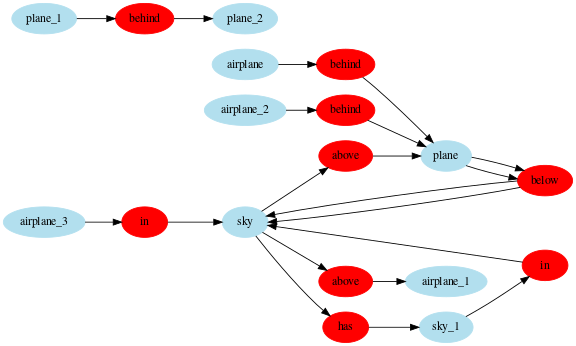 plane_1 behind plane_2
airplane behind
airplane_2 behind
above plane
below
airplane_3 in sky
in
above airplane_1
has sky_1